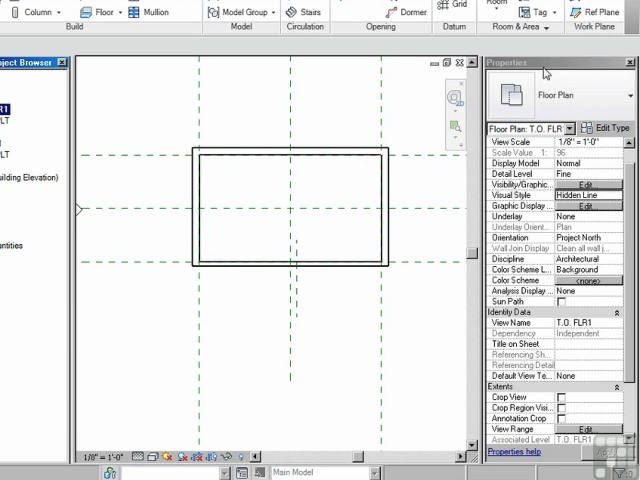 Grid
Column
Floor
Mullion
Model Group
Stairs
Dormer
Room
Tag
Ref Plane
Build
Model
Circulation
Opening
Datum
Room & Area
Work Plane
oject Browser
R1
LT
LT
uilding Elevation)
antities
2D
1/8" = 1'-0"
Main Model
:0
Properties
Floor Plan
Floor Plan: T.O. FLR
Edit Type
View Scale 1/8" = 1'-0"
Scale Value 1: 96
Display Model Normal
Detail Level Fine
Visibility/Graphic... Edit...
Visual Style Hidden Line
Graphic Display ... Edit...
Underlay None
Underlay Orient... Plan
Orientation Project North
Wall Join Display Clean all wall j...
Discipline Architectural
Color Scheme L... Background
Color Scheme <none>
Analysis Display ... None
Sun Path
Identity Data
View Name T.O. FLR1
Dependency Independent
Title on Sheet
Referencing Sh...
Referencing Detail
Default View Te... None
Extents
Crop View
Crop Region Visi...
Annotation Crop
View Range Edit...
Associated Level T.O. FLR1
Properties help